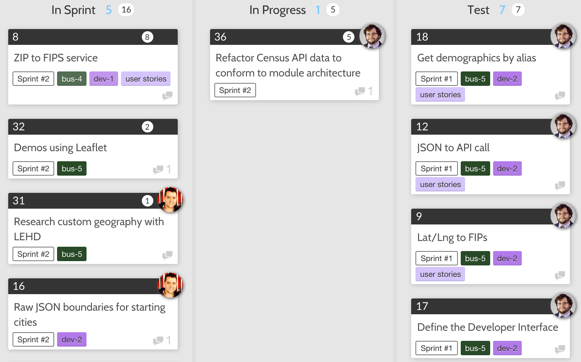 In Sprint 5 16
8 8
ZIP to FIPS service
Sprint #2 bus-4 dev-1 user stories
32 2
Demos using Leaflet
Sprint #2 bus-5 1
31 1
Research custom geography with
LEHD
Sprint #2 bus-5
16
Raw JSON boundaries for starting
cities
Sprint #2 dev-2 1
In Progress 1 5
36 5
Refactor Census API data to
conform to module architecture
Sprint #2 1
Test 7 7
18
Get demographics by alias
Sprint #1 bus-5 dev-2
user stories
12
JSON to API call
Sprint #1 bus-5 dev-2
user stories
9
Lat/Lng to FIPs
Sprint #1 bus-5 dev-2
user stories
17
Define the Developer Interface
Sprint #1 bus-5 dev-2